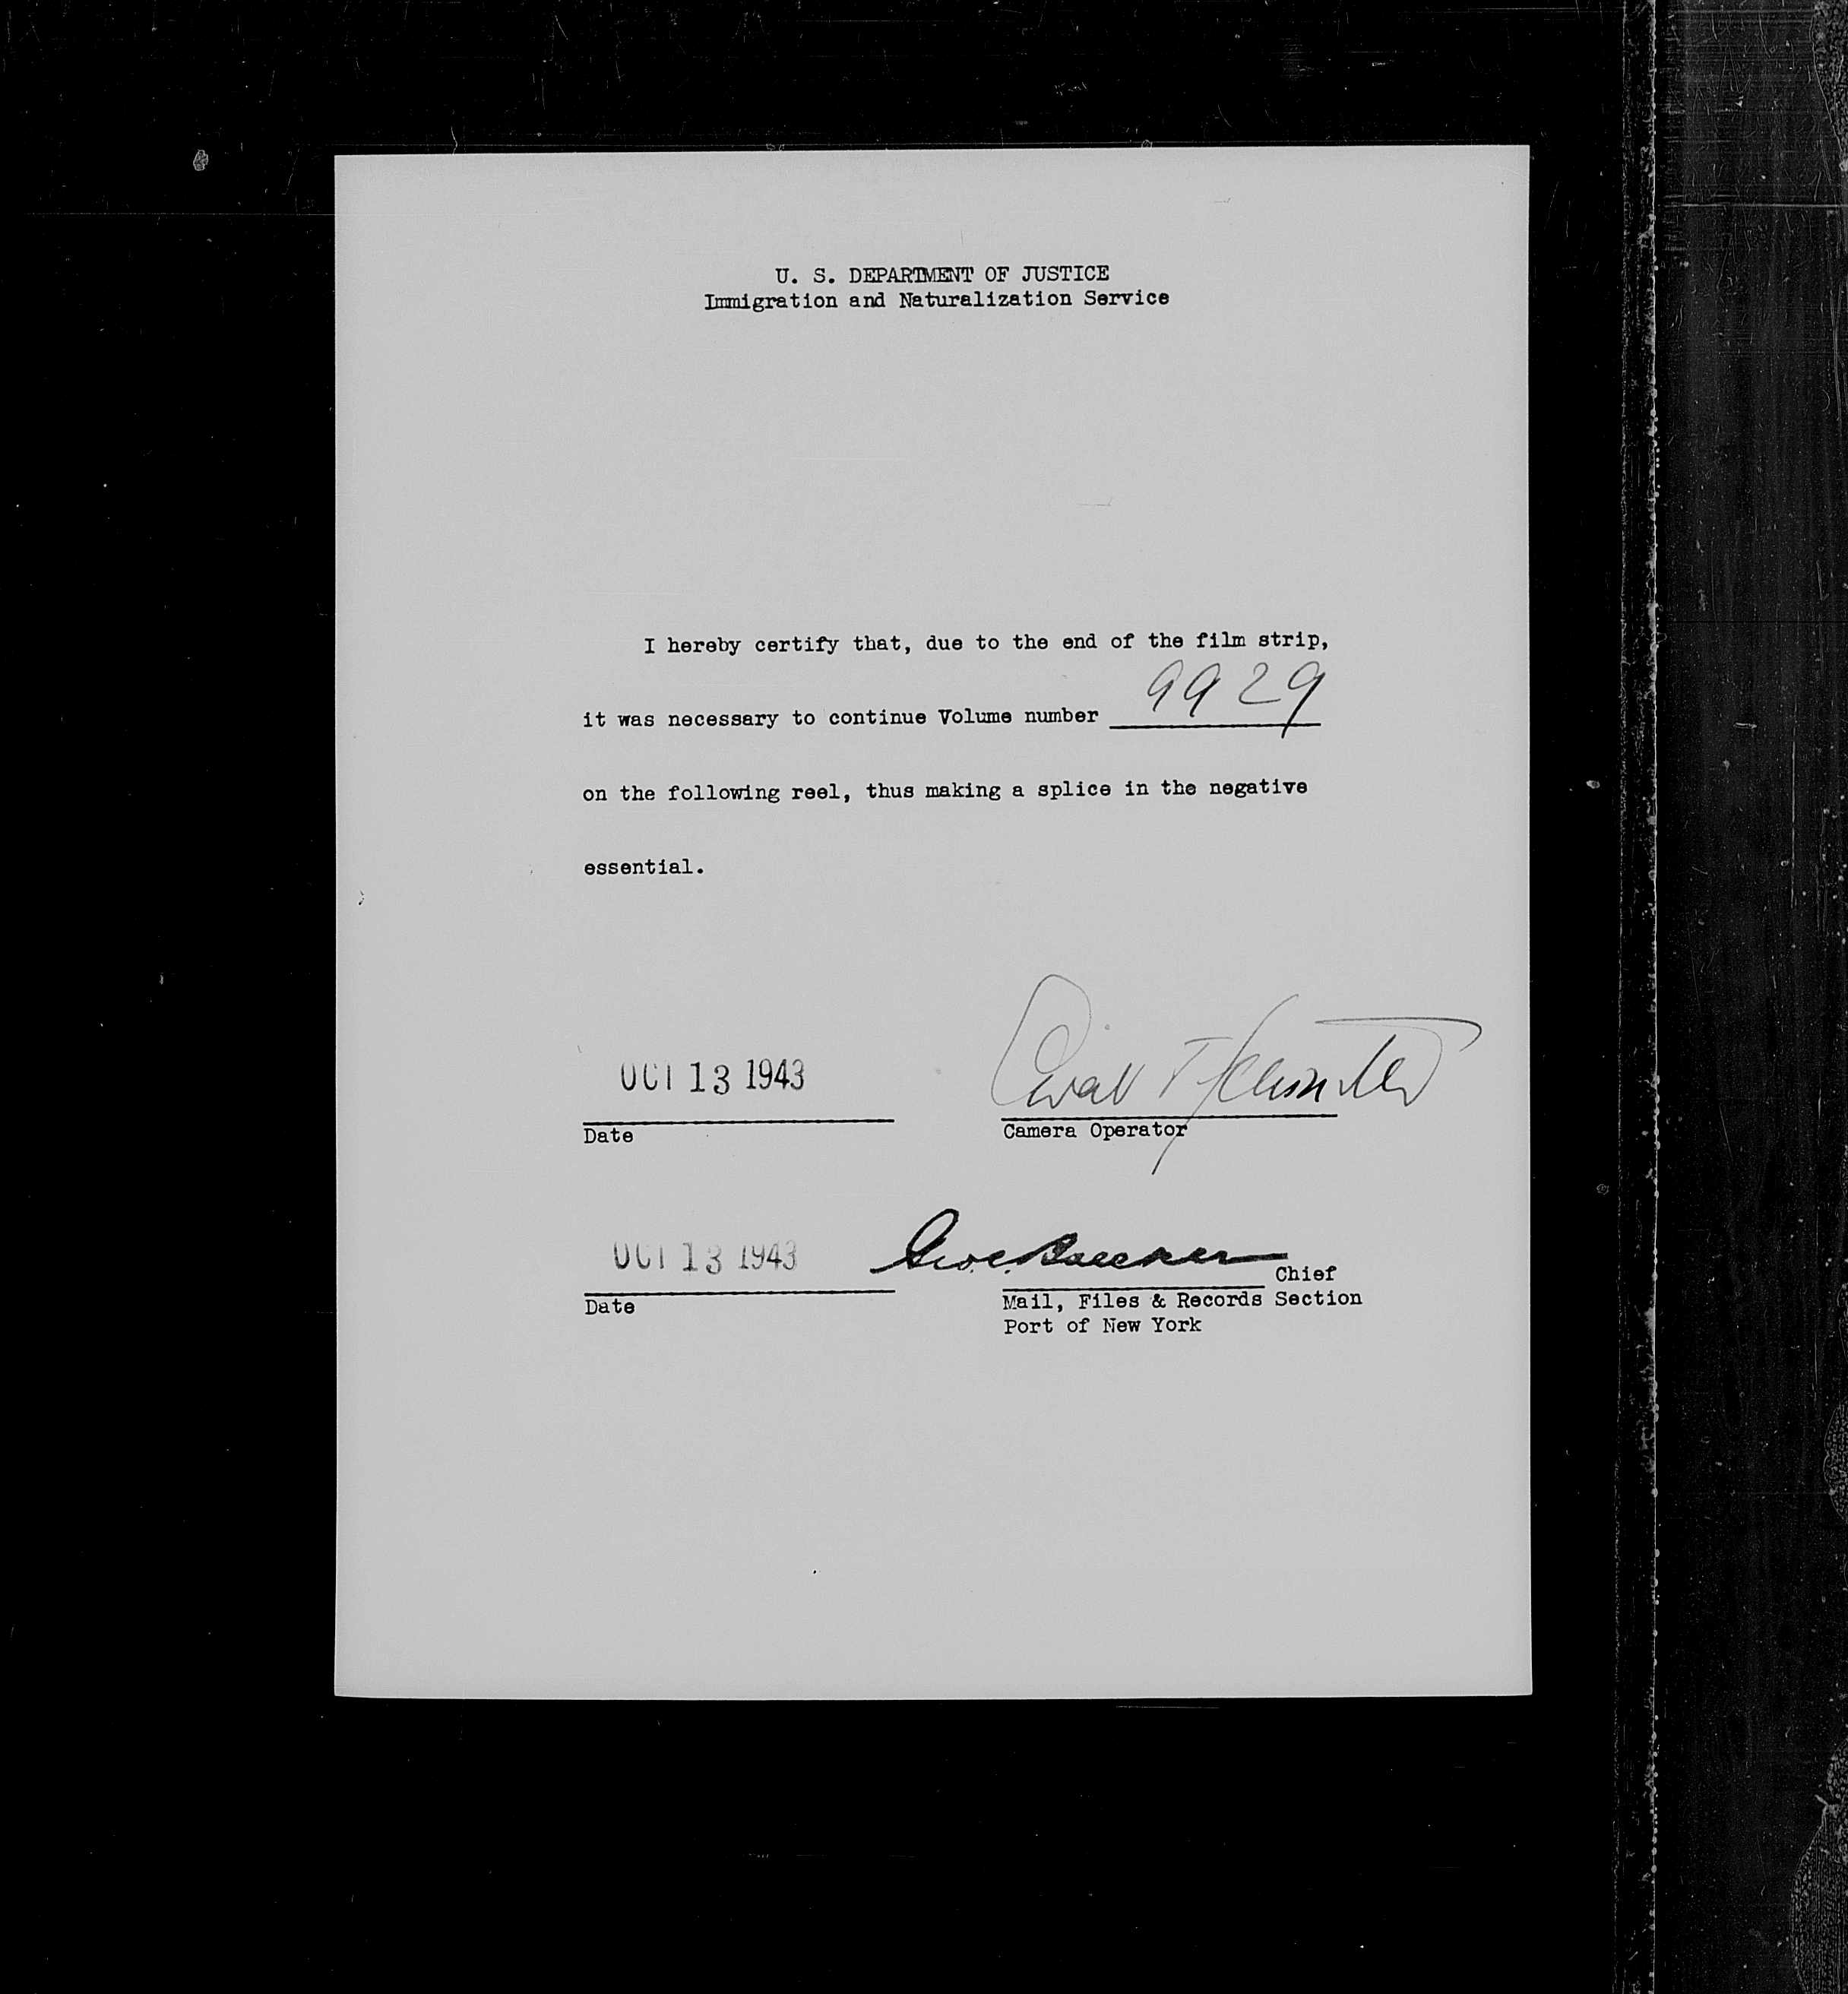 U. S. DEPARTMENT OF JUSTICE
Immigration and Naturalization Service
I hereby certify that, due to the end of the film strip,
it was necessary to continue Volume number 9929
on the following reel, thus making a splice in the negative
essential.
OCT 13 1943
Date
Camera Operator
OCT 13 1943
Date
Chief
Mail, Files & Records Section
Port of New York